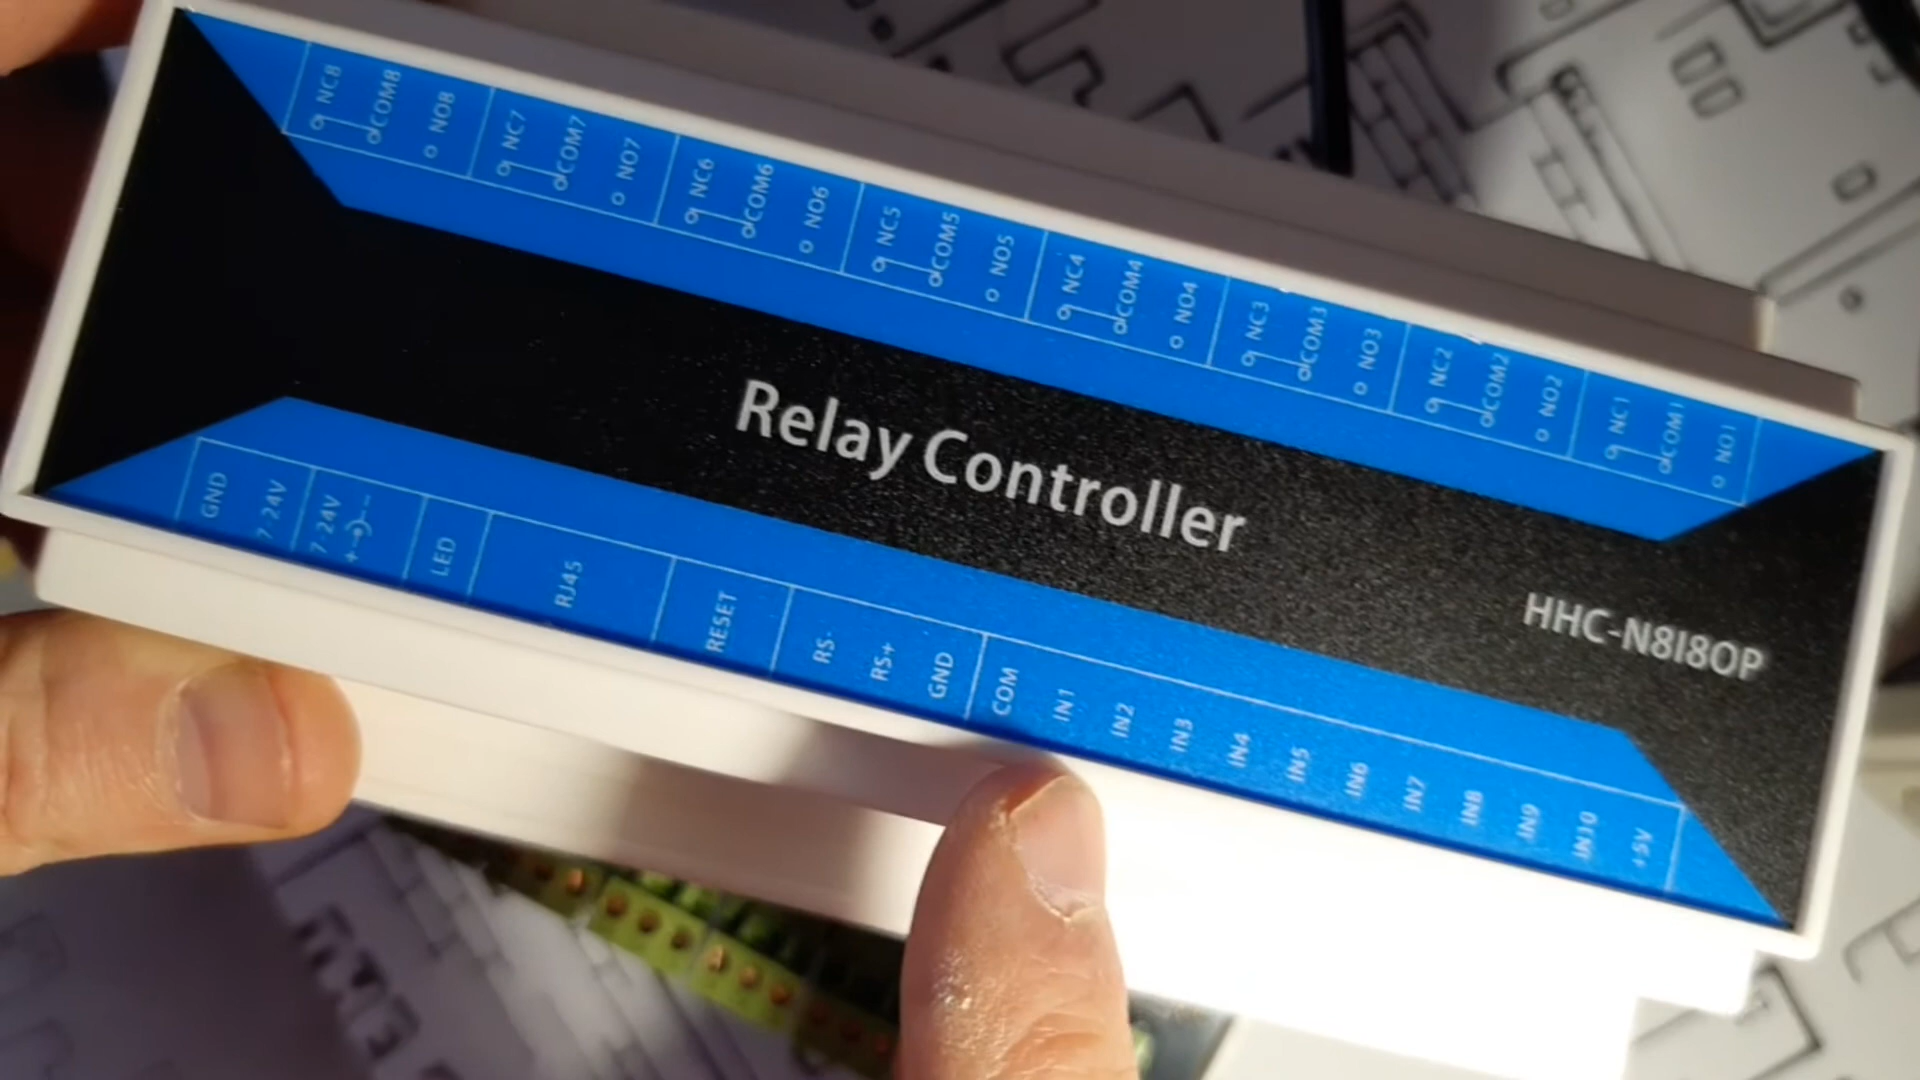 NC8 COM8 NO8 NC7 COM7 NO7 NC6 COM6 NO6 NC5 COM5 NO5 NC4 COM4 NO4 NC3 COM3 NO3 NC2 COM2 NO2 NC1 COM1 NO1
Relay Controller
HHC-N8I8OP
GND 7-24V 7-24V LED RJ45 RESET RS- RS+ GND COM IN1 IN2 IN3 IN4 IN5 IN6 IN7 IN8 IN9 IN10 +5V